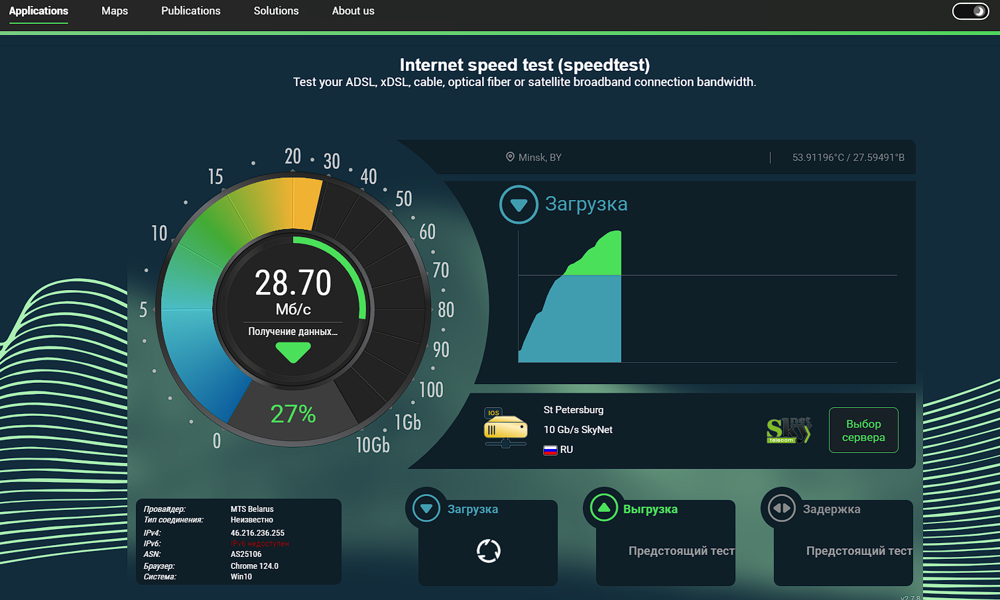 Applications
Maps
Publications
Solutions
About us
Internet speed test (speedtest)
Test your ADSL, xDSL, cable, optical fiber or satellite broadband connection bandwidth.
Minsk, BY
53.91196°С / 27.59491°В
0
5
10
15
20
30
40
50
60
70
80
90
100
1Gb
10Gb
28.70
Мб/с
Получение данных...
27%
Загрузка
IOS
St Petersburg
10 Gb/s SkyNet
RU
Skynet
telecom
Выбор
сервера
Провайдер: MTS Belarus
Тип соединения: Неизвестно
IPv4: 46.216.236.255
IPv6: IPv6 недоступен
ASN: AS25106
Браузер: Chrome 124.0
Система: Win10
Загрузка
Выгрузка
Предстоящий тест
Задержка
Предстоящий тест
v2.7.8